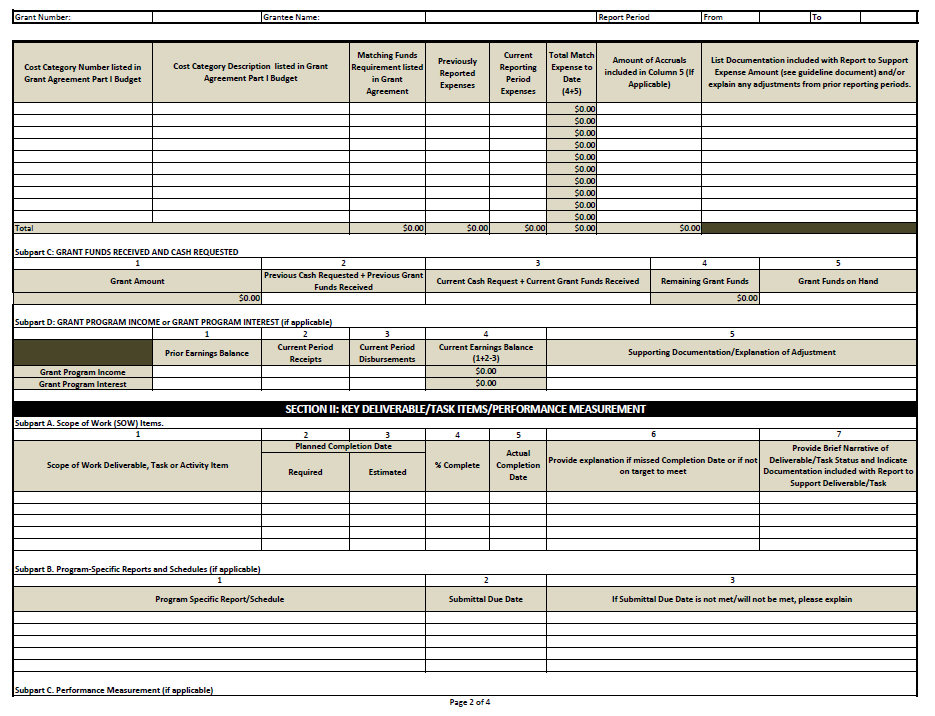 Grant Number: Grantee Name: Report Period From To
Cost Category Number listed in
Grant Agreement Part I Budget
Cost Category Description listed in Grant
Agreement Part I Budget
Matching Funds
Requirement listed
in Grant
Agreement
Previously
Reported
Expenses
Current
Reporting
Period
Expenses
Total Match
Expense to
Date
(4+5)
Amount of Accruals
included in Column 5 (If
Applicable)
List Documentation included with Report to Support
Expense Amount (see guideline document) and/or
explain any adjustments from prior reporting periods.
$0.00
$0.00
$0.00
$0.00
$0.00
$0.00
$0.00
$0.00
$0.00
$0.00
Total $0.00 $0.00 $0.00 $0.00 $0.00
Subpart C: GRANT FUNDS RECEIVED AND CASH REQUESTED
1 2 3 4 5
Grant Amount
Previous Cash Requested + Previous Grant
Funds Received
Current Cash Request + Current Grant Funds Received
Remaining Grant Funds
Grant Funds on Hand
$0.00 $0.00
Subpart D: GRANT PROGRAM INCOME or GRANT PROGRAM INTEREST (if applicable)
1 2 3 4 5
Prior Earnings Balance
Current Period
Receipts
Current Period
Disbursements
Current Earnings Balance
(1+2-3)
Supporting Documentation/Explanation of Adjustment
Grant Program Income $0.00
Grant Program Interest $0.00
SECTION II: KEY DELIVERABLE/TASK ITEMS/PERFORMANCE MEASUREMENT
Subpart A. Scope of Work (SOW) Items.
1 2 3 4 5 6 7
Scope of Work Deliverable, Task or Activity Item
Planned Completion Date
Required Estimated
% Complete
Actual
Completion
Date
Provide explanation if missed Completion Date or if not
on target to meet
Provide Brief Narrative of
Deliverable/Task Status and Indicate
Documentation included with Report to
Support Deliverable/Task
Subpart B. Program-Specific Reports and Schedules (if applicable)
1 2 3
Program Specific Report/Schedule Submittal Due Date If Submittal Due Date is not met/will not be met, please explain
Subpart C. Performance Measurement (if applicable)
Page 2 of 4